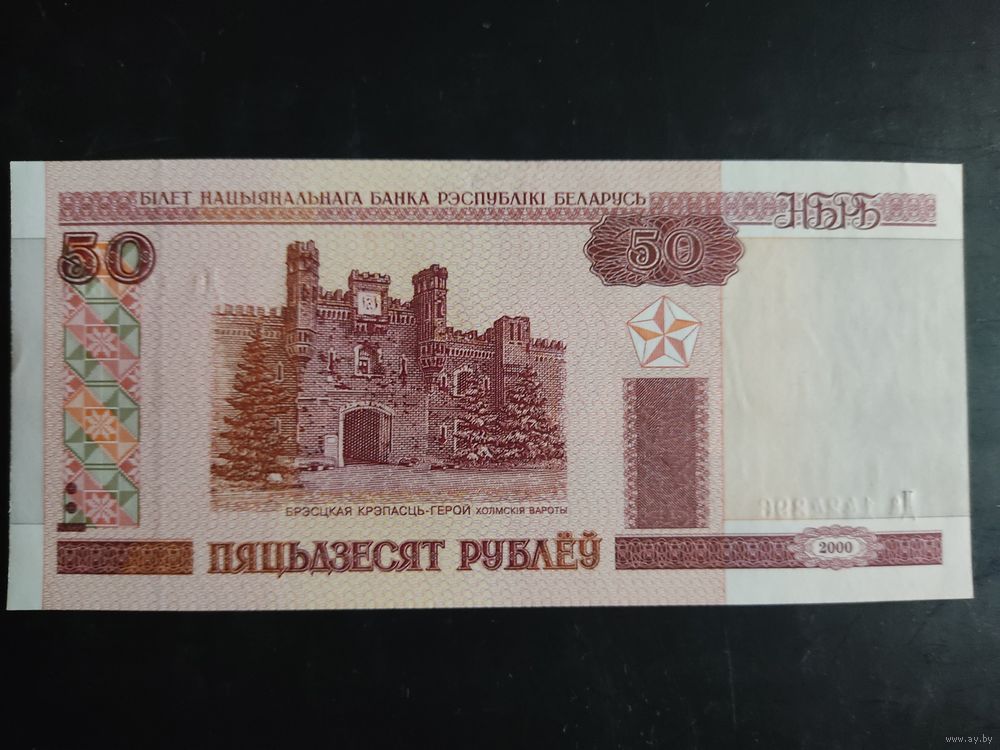 БІЛЕТ НАЦЫЯНАЛЬНАГА БАНКА РЭСПУБЛІКІ БЕЛАРУСЬ
НБРБ
50
50
БРЭСЦКАЯ КРЭПАСЦЬ-ГЕРОЙ ХОЛМСКІЯ ВАРОТЫ
ПЯЦЬДЗЕСЯТ РУБЛЁЎ
2000
www.ay.by